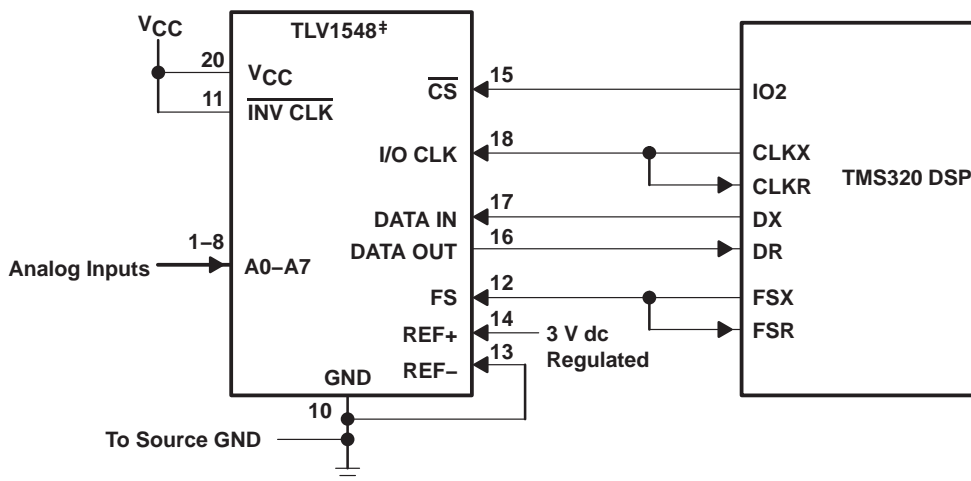 TLV1548‡
VCC
20
VCC
11
INV CLK
1–8
Analog Inputs
A0–A7
GND
10
To Source GND
CS
15
I/O CLK
18
DATA IN
17
DATA OUT
16
FS
12
REF+
14
3 V dc
Regulated
REF–
13
IO2
CLKX
CLKR
DX
DR
FSX
FSR
TMS320 DSP